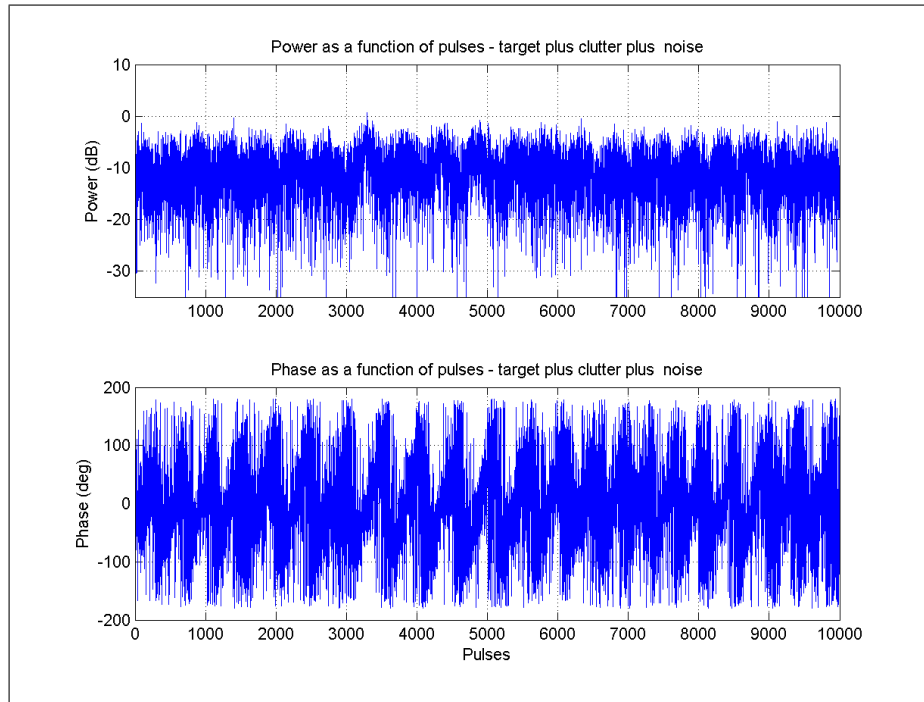 Power as a function of pulses - target plus clutter plus  noise
10
0
-10
-20
-30
Power (dB)
1000 2000 3000 4000 5000 6000 7000 8000 9000 10000
Phase as a function of pulses - target plus clutter plus  noise
200
100
0
-100
-200
Phase (deg)
0 1000 2000 3000 4000 5000 6000 7000 8000 9000 10000
Pulses